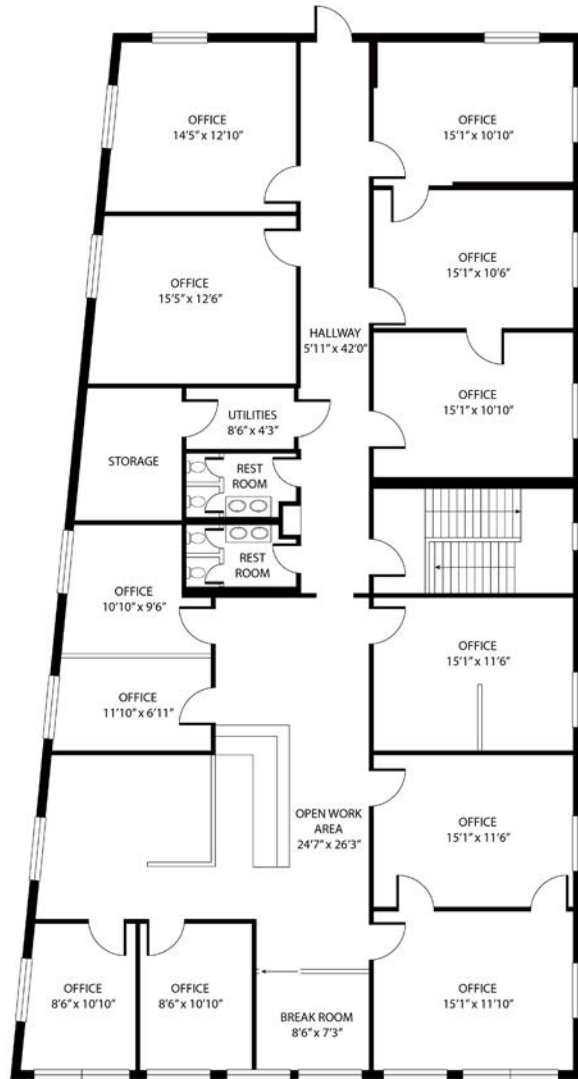 OFFICE
14'5" x 12'10"
OFFICE
15'1" x 10'10"
OFFICE
15'5" x 12'6"
OFFICE
15'1" x 10'6"
HALLWAY
5'11" x 42'0"
OFFICE
15'1" x 10'10"
UTILITIES
8'6" x 4'3"
STORAGE
REST
ROOM
REST
ROOM
OFFICE
10'10" x 9'6"
OFFICE
15'1" x 11'6"
OFFICE
11'10" x 6'11"
OPEN WORK
AREA
24'7" x 26'3"
OFFICE
15'1" x 11'6"
OFFICE
8'6" x 10'10"
OFFICE
8'6" x 10'10"
BREAK ROOM
8'6" x 7'3"
OFFICE
15'1" x 11'10"